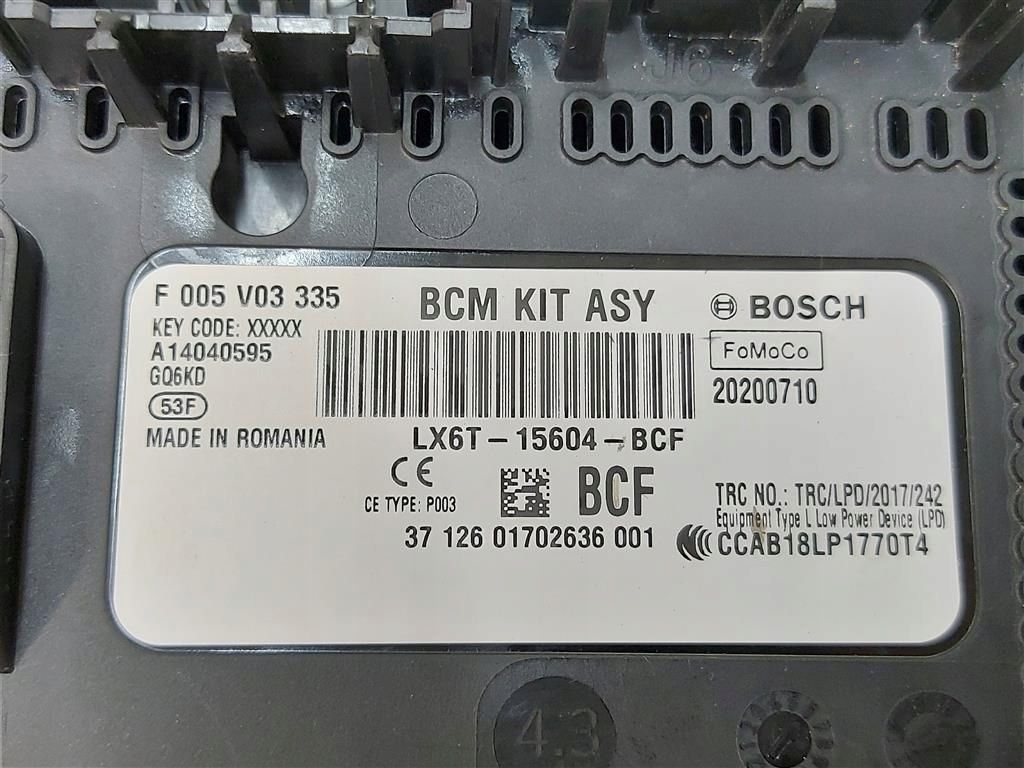 J6
F 005 V03 335
BCM KIT ASY
BOSCH
KEY CODE: XXXXX
A14040595
GQ6KD
53F
MADE IN ROMANIA
FoMoCo
20200710
LX6T-15604-BCF
CE
CE TYPE: P003
BCF
37 126 01702636 001
TRC NO.: TRC/LPD/2017/242
Equipment Type L Low Power Device (LPD)
CCAB18LP1770T4
4.3